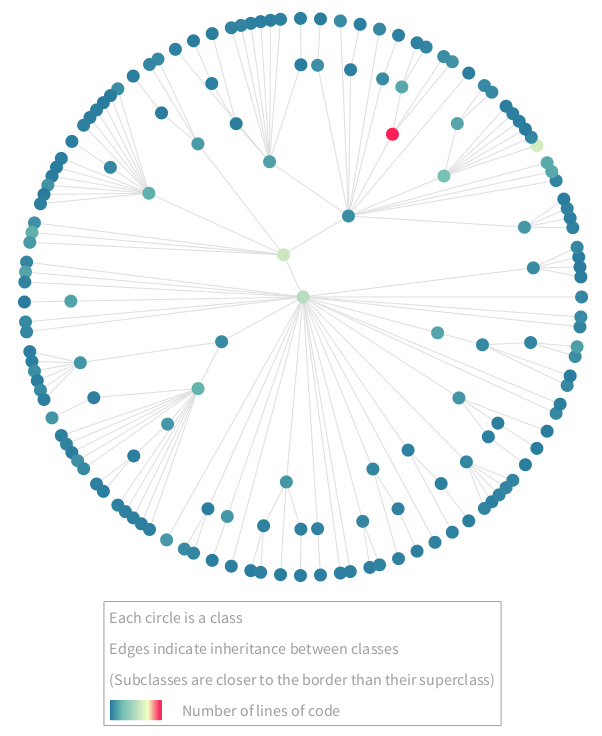 Each circle is a class
Edges indicate inheritance between classes
(Subclasses are closer to the border than their superclass)
Number of lines of code